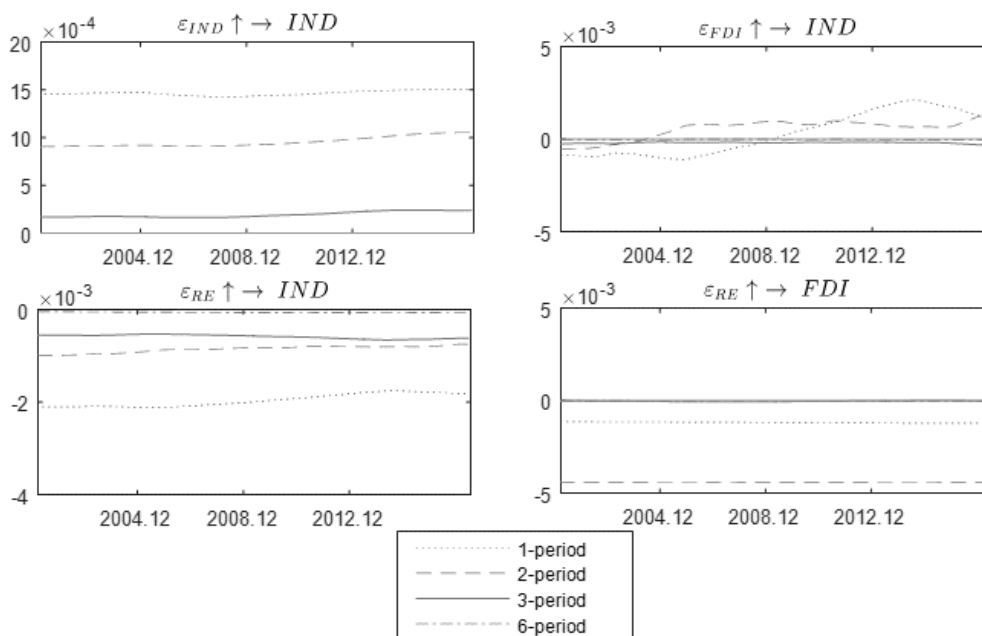 ε_IND ↑ → IND
×10^-4
20
15
10
5
0
2004.12 2008.12 2012.12
ε_FDI ↑ → IND
×10^-3
5
0
-5
2004.12 2008.12 2012.12
ε_RE ↑ → IND
×10^-3
0
-2
-4
2004.12 2008.12 2012.12
ε_RE ↑ → FDI
×10^-3
5
0
-5
2004.12 2008.12 2012.12
1-period
2-period
3-period
6-period